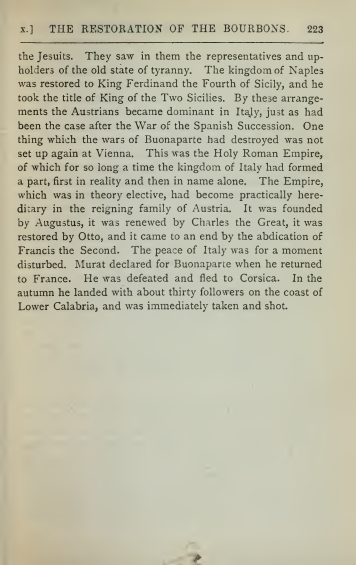 x.] THE RESTORATION OF THE BOURBONS. 223
the Jesuits. They saw in them the representatives and up-
holders of the old state of tyranny. The kingdom of Naples
was restored to King Ferdinand the Fourth of Sicily, and he
took the title of King of the Two Sicilies. By these arrange-
ments the Austrians became dominant in Italy, just as had
been the case after the War of the Spanish Succession. One
thing which the wars of Buonaparte had destroyed was not
set up again at Vienna. This was the Holy Roman Empire,
of which for so long a time the kingdom of Italy had formed
a part, first in reality and then in name alone. The Empire,
which was in theory elective, had become practically here-
ditary in the reigning family of Austria. It was founded
by Augustus, it was renewed by Charles the Great, it was
restored by Otto, and it came to an end by the abdication of
Francis the Second. The peace of Italy was for a moment
disturbed. Murat declared for Buonaparte when he returned
to France. He was defeated and fled to Corsica. In the
autumn he landed with about thirty followers on the coast of
Lower Calabria, and was immediately taken and shot.